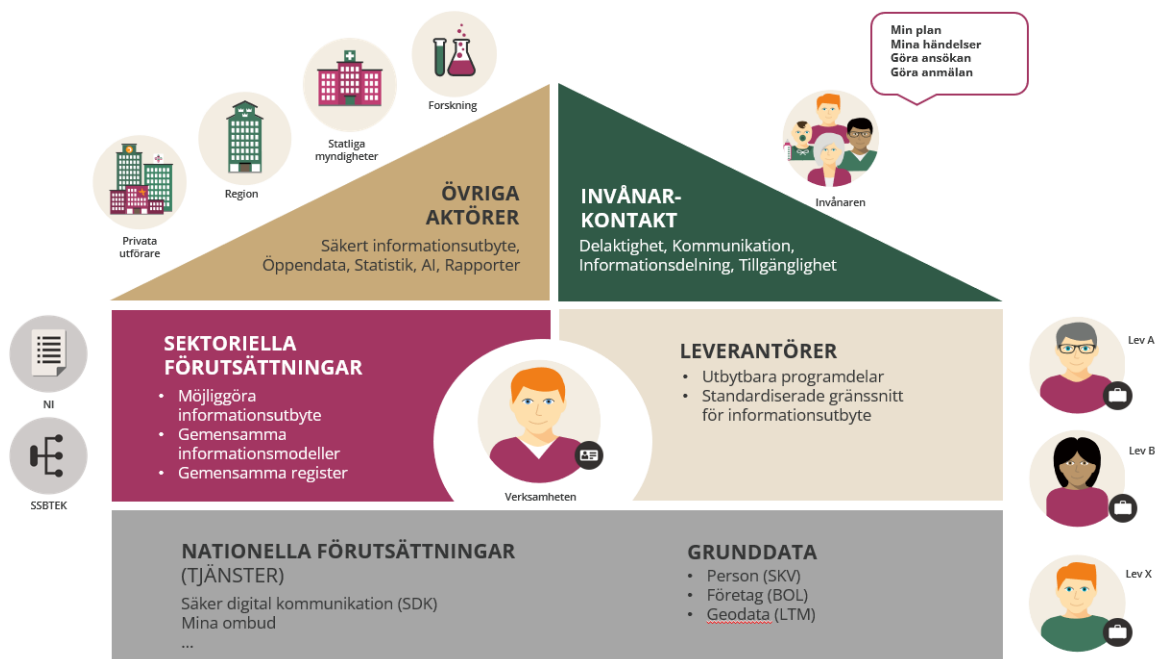 Min plan
Mina händelser
Göra ansökan
Göra anmälan
Forskning
Statliga
myndigheter
Region
Privata
utförare
Invånaren
ÖVRIGA
AKTÖRER
Säkert informationsutbyte,
Öppendata, Statistik, AI, Rapporter
INVÅNAR-
KONTAKT
Delaktighet, Kommunikation,
Informationsdelning, Tillgänglighet
NI
SSBTEK
SEKTORIELLA
FÖRUTSÄTTNINGAR
• Möjliggöra
informationsutbyte
• Gemensamma
informationsmodeller
• Gemensamma register
Verksamheten
LEVERANTÖRER
• Utbytbara programdelar
• Standardiserade gränssnitt
för informationsutbyte
Lev A
Lev B
Lev X
NATIONELLA FÖRUTSÄTTNINGAR
(TJÄNSTER)
Säker digital kommunikation (SDK)
Mina ombud
...
GRUNDDATA
• Person (SKV)
• Företag (BOL)
• Geodata (LTM)